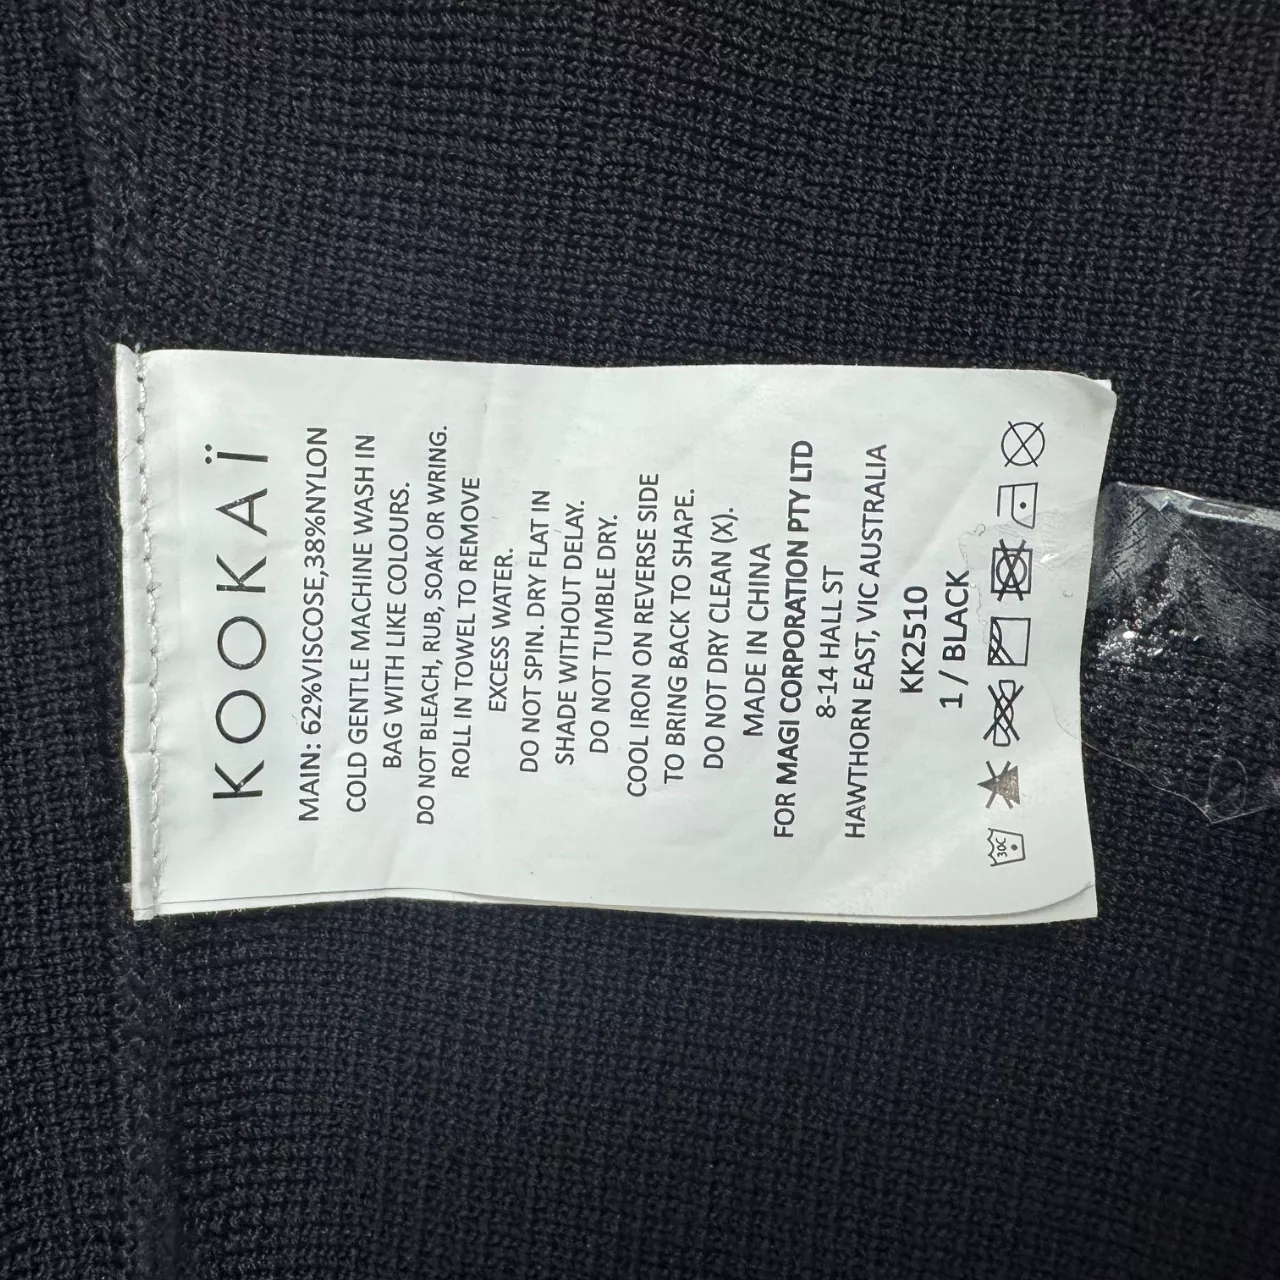 KOOKAÏ
MAIN: 62%VISCOSE,38%NYLON
COLD GENTLE MACHINE WASH IN
BAG WITH LIKE COLOURS.
DO NOT BLEACH, RUB, SOAK OR WRING.
ROLL IN TOWEL TO REMOVE
EXCESS WATER.
DO NOT SPIN. DRY FLAT IN
SHADE WITHOUT DELAY.
DO NOT TUMBLE DRY.
COOL IRON ON REVERSE SIDE
TO BRING BACK TO SHAPE.
DO NOT DRY CLEAN (X).
MADE IN CHINA
FOR MAGI CORPORATION PTY LTD
8-14 HALL ST
HAWTHORN EAST, VIC AUSTRALIA
KK2510
1 / BLACK
30C